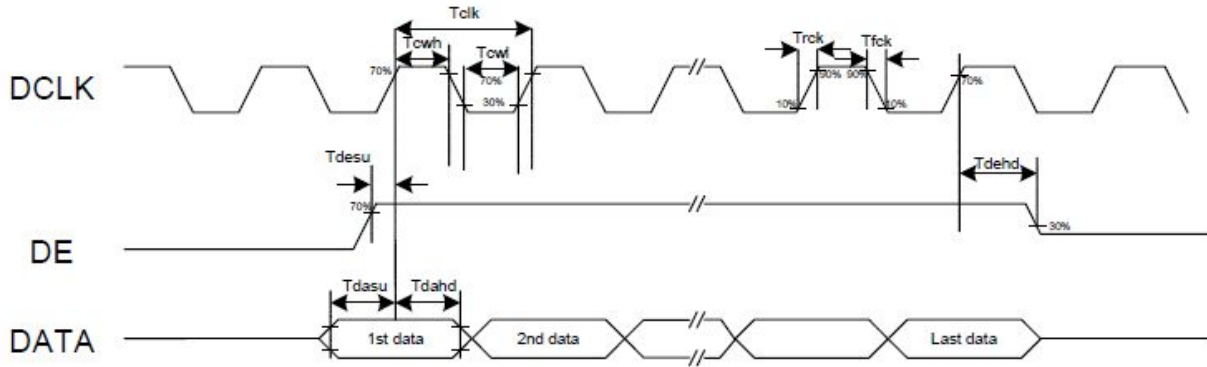 Tclk
Tcwh
Tcwl
Trck
Tfck
DCLK
70%
70%
30%
90%
90%
10%
10%
70%
Tdesu
Tdehd
70%
DE
30%
Tdasu
Tdahd
DATA
1st data
2nd data
Last data